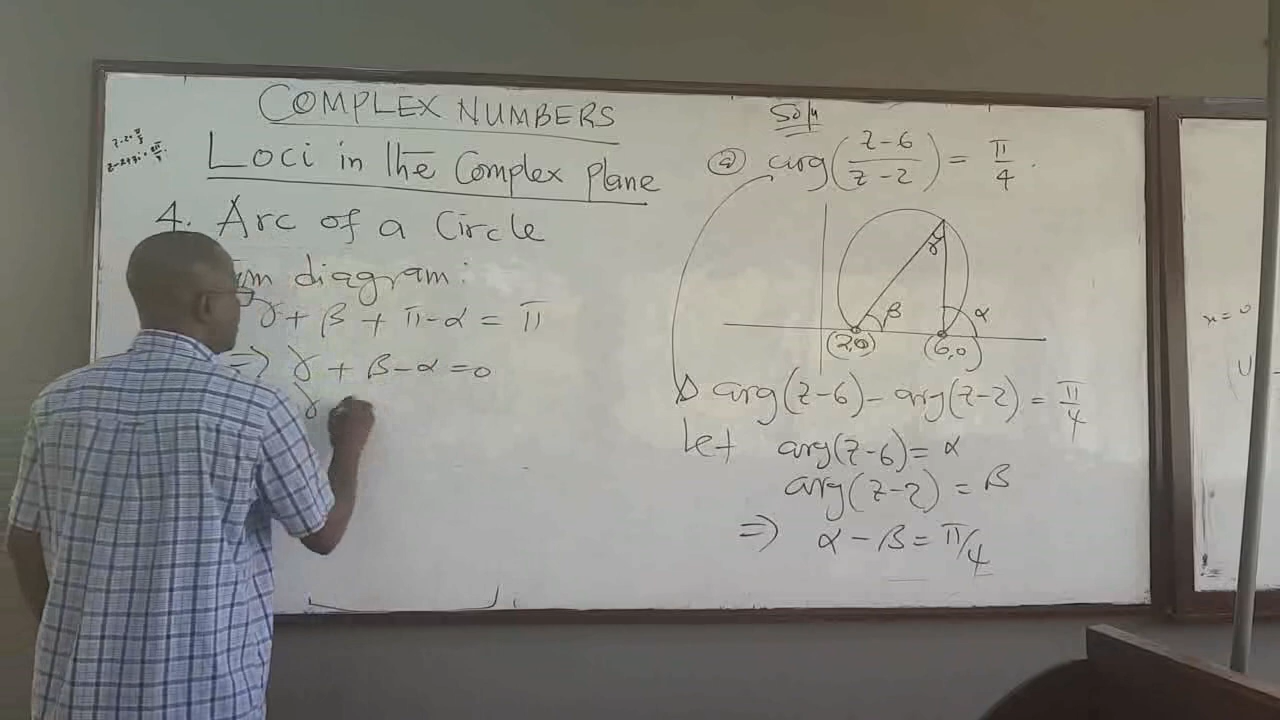 COMPLEX NUMBERS
Loci in the Complex plane
4. Arc of a Circle
diagram:
γ + β + π - α = π
=> γ + β - α = 0
γ
Soln
(a) arg((z-6)/(z-2)) = π/4.
γ
β
α
(2,0)
(6,0)
arg(z-6) - arg(z-2) = π/4
Let arg(z-6) = α
arg(z-2) = β
=> α - β = π/4
x = 0